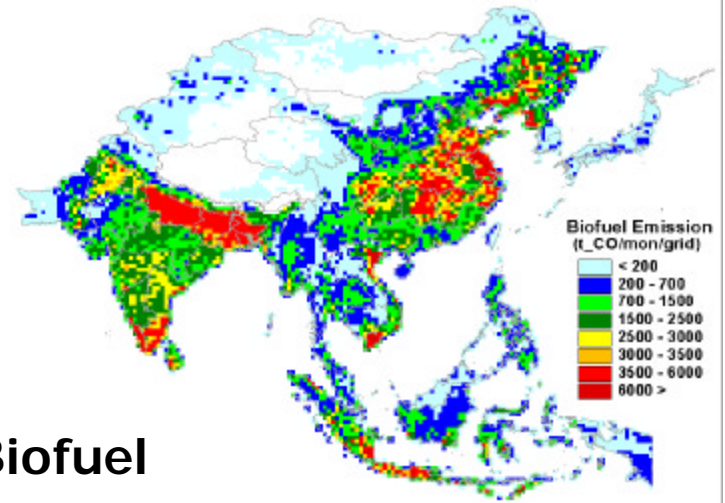 Biofuel Emission
(t_CO/mon/grid)
< 200
200 - 700
700 - 1500
1500 - 2500
2500 - 3000
3000 - 3500
3500 - 6000
6000 >
Biofuel